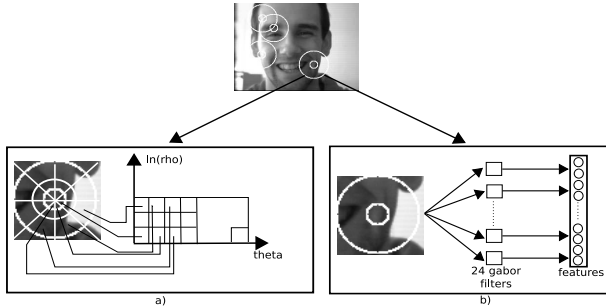 ln(rho)
theta
a)
24 gabor
filters
features
b)